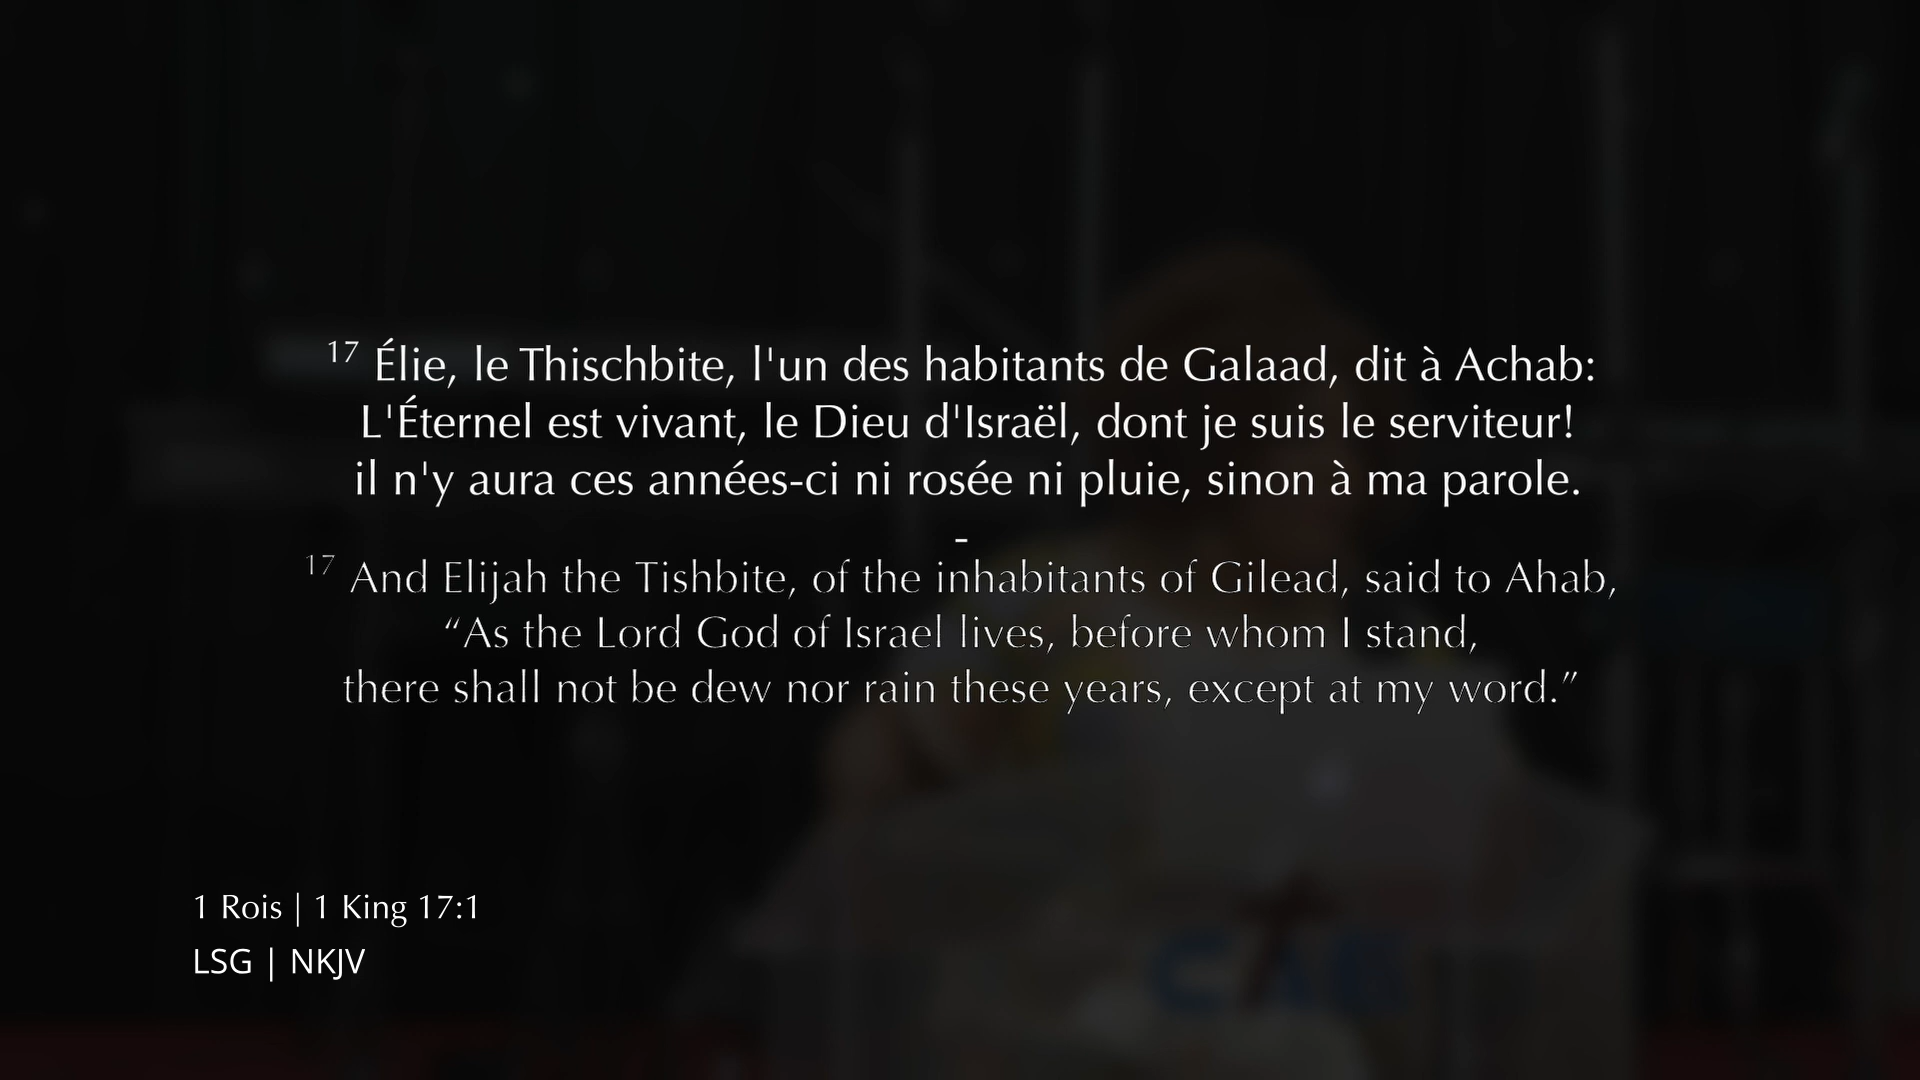 17 Élie, le Thischbite, l'un des habitants de Galaad, dit à Achab:
L'Éternel est vivant, le Dieu d'Israël, dont je suis le serviteur!
il n'y aura ces années-ci ni rosée ni pluie, sinon à ma parole.
-
17 And Elijah the Tishbite, of the inhabitants of Gilead, said to Ahab,
“As the Lord God of Israel lives, before whom I stand,
there shall not be dew nor rain these years, except at my word.”
1 Rois | 1 King 17:1
LSG | NKJV